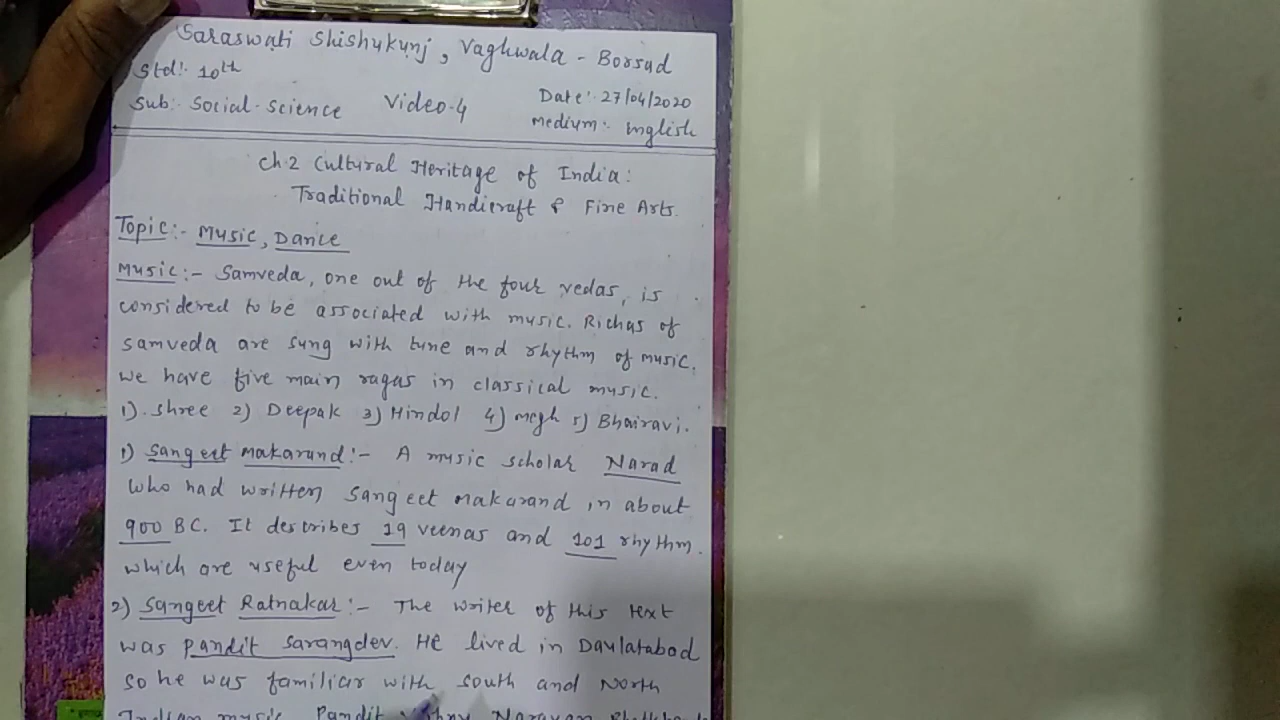 Saraswati Shishukunj, Vaghwala - Borsad
Std:- 10th
Sub:- Social-Science Video-4 Date:- 27/04/2020
Medium:- English
Ch.2 Cultural Heritage of India:
Traditional Handicraft & Fine Arts.
Topic:- Music, Dance
Music:- Samveda, one out of the four vedas, is
considered to be associated with music. Richas of
samveda are sung with tune and rhythm of music.
we have five main ragas in classical music.
1). Shree 2) Deepak 3) Hindol 4) megh 5) Bhairavi.
1) Sangeet Makarand:- A music scholar Narad
who had written Sangeet Makarand in about
900 BC. It describes 19 veenas and 101 rhythm.
which are useful even today
2) Sangeet Ratnakar:- The writer of this text
was Pandit Sarangdev. He lived in Daulatabad
so he was familiar with south and North
Indian music. Pandit Narayan